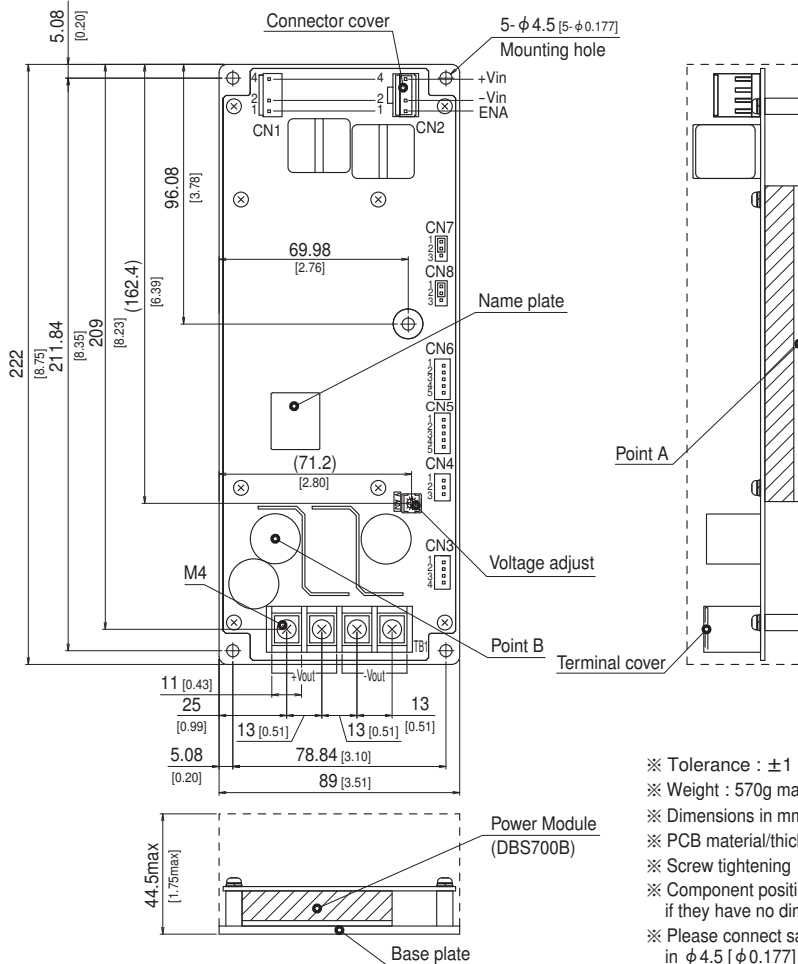 5.08
[0.20]
Connector cover
5-φ4.5 [5-φ0.177]
Mounting hole
4
2
1
CN1
4
2
1
CN2
+Vin
−Vin
ENA
96.08
[3.78]
69.98
[2.76]
CN7
1
2
3
CN8
1
2
3
Name plate
(162.4)
[6.39]
209
[8.23]
211.84
[8.35]
222
[8.75]
CN6
1
2
3
4
5
CN5
1
2
3
4
5
(71.2)
[2.80]
CN4
1
2
3
Point A
Voltage adjust
CN3
1
2
3
4
M4
TB1
Point B
Terminal cover
+Vout
-Vout
11 [0.43]
25
[0.99]
13 [0.51]
13 [0.51]
13
[0.51]
5.08
[0.20]
78.84 [3.10]
89 [3.51]
44.5max
[1.75max]
Power Module
(DBS700B)
Base plate
※ Tolerance : ±1
※ Weight : 570g ma
※ Dimensions in mm
※ PCB material/thick
※ Screw tightening
※ Component positi
if they have no dim
※ Please connect sa
in φ4.5 [φ0.177]